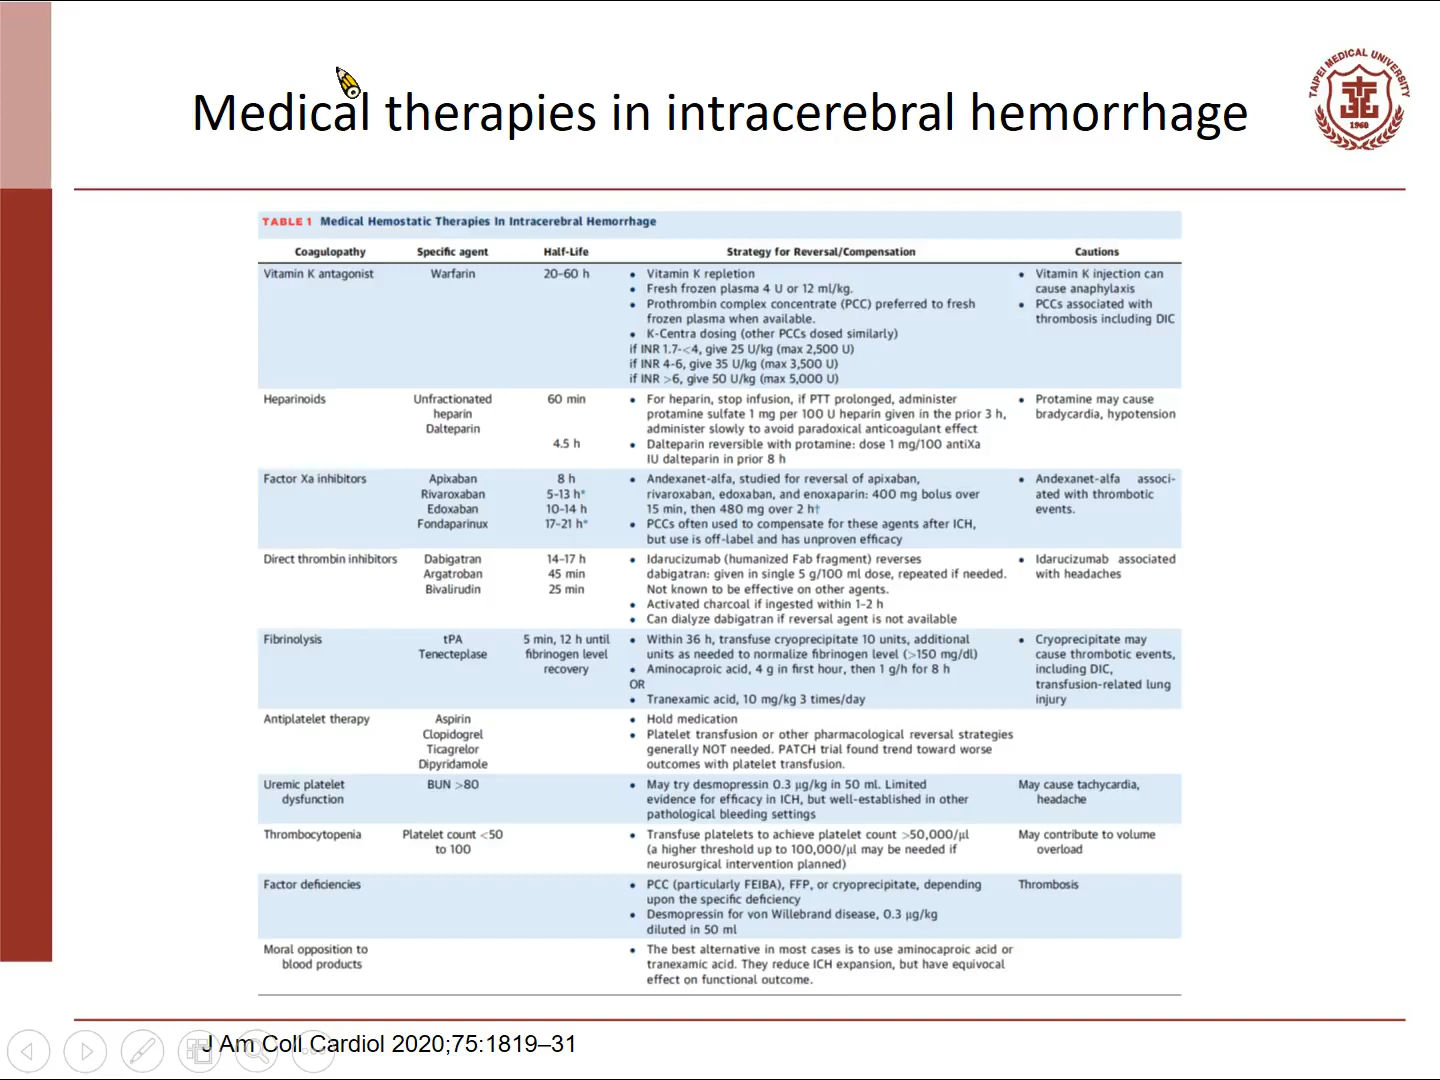 Medical therapies in intracerebral hemorrhage
TAIPEI MEDICAL UNIVERSITY
1960
TABLE 1 Medical Hemostatic Therapies In Intracerebral Hemorrhage
Coagulopathy Specific agent Half-Life Strategy for Reversal/Compensation Cautions
Vitamin K antagonist Warfarin 20–60 h • Vitamin K repletion • Vitamin K injection can
• Fresh frozen plasma 4 U or 12 ml/kg. cause anaphylaxis
• Prothrombin complex concentrate (PCC) preferred to fresh • PCCs associated with
frozen plasma when available. thrombosis including DIC
• K-Centra dosing (other PCCs dosed similarly)
if INR 1.7-<4, give 25 U/kg (max 2,500 U)
if INR 4-6, give 35 U/kg (max 3,500 U)
if INR >6, give 50 U/kg (max 5,000 U)
Heparinoids Unfractionated 60 min • For heparin, stop infusion, if PTT prolonged, administer • Protamine may cause
heparin protamine sulfate 1 mg per 100 U heparin given in the prior 3 h, bradycardia, hypotension
Dalteparin administer slowly to avoid paradoxical anticoagulant effect
4.5 h • Dalteparin reversible with protamine: dose 1 mg/100 antiXa
IU dalteparin in prior 8 h
Factor Xa inhibitors Apixaban 8 h • Andexanet-alfa, studied for reversal of apixaban, • Andexanet-alfa associ-
Rivaroxaban 5-13 h* rivaroxaban, edoxaban, and enoxaparin: 400 mg bolus over ated with thrombotic
Edoxaban 10–14 h 15 min, then 480 mg over 2 h† events.
Fondaparinux 17–21 h* • PCCs often used to compensate for these agents after ICH,
but use is off-label and has unproven efficacy
Direct thrombin inhibitors Dabigatran 14–17 h • Idarucizumab (humanized Fab fragment) reverses • Idarucizumab associated
Argatroban 45 min dabigatran: given in single 5 g/100 ml dose, repeated if needed. with headaches
Bivalirudin 25 min Not known to be effective on other agents.
• Activated charcoal if ingested within 1–2 h
• Can dialyze dabigatran if reversal agent is not available
Fibrinolysis tPA 5 min, 12 h until • Within 36 h, transfuse cryoprecipitate 10 units, additional • Cryoprecipitate may
Tenecteplase fibrinogen level units as needed to normalize fibrinogen level (>150 mg/dl) cause thrombotic events,
recovery • Aminocaproic acid, 4 g in first hour, then 1 g/h for 8 h including DIC,
OR transfusion-related lung
• Tranexamic acid, 10 mg/kg 3 times/day injury
Antiplatelet therapy Aspirin • Hold medication
Clopidogrel • Platelet transfusion or other pharmacological reversal strategies
Ticagrelor generally NOT needed. PATCH trial found trend toward worse
Dipyridamole outcomes with platelet transfusion.
Uremic platelet BUN >80 • May try desmopressin 0.3 μg/kg in 50 ml. Limited May cause tachycardia,
dysfunction evidence for efficacy in ICH, but well-established in other headache
pathological bleeding settings
Thrombocytopenia Platelet count <50 • Transfuse platelets to achieve platelet count >50,000/μl May contribute to volume
to 100 (a higher threshold up to 100,000/μl may be needed if overload
neurosurgical intervention planned)
Factor deficiencies • PCC (particularly FEIBA), FFP, or cryoprecipitate, depending Thrombosis
upon the specific deficiency
• Desmopressin for von Willebrand disease, 0.3 μg/kg
diluted in 50 ml
Moral opposition to • The best alternative in most cases is to use aminocaproic acid or
blood products tranexamic acid. They reduce ICH expansion, but have equivocal
effect on functional outcome.
J Am Coll Cardiol 2020;75:1819–31